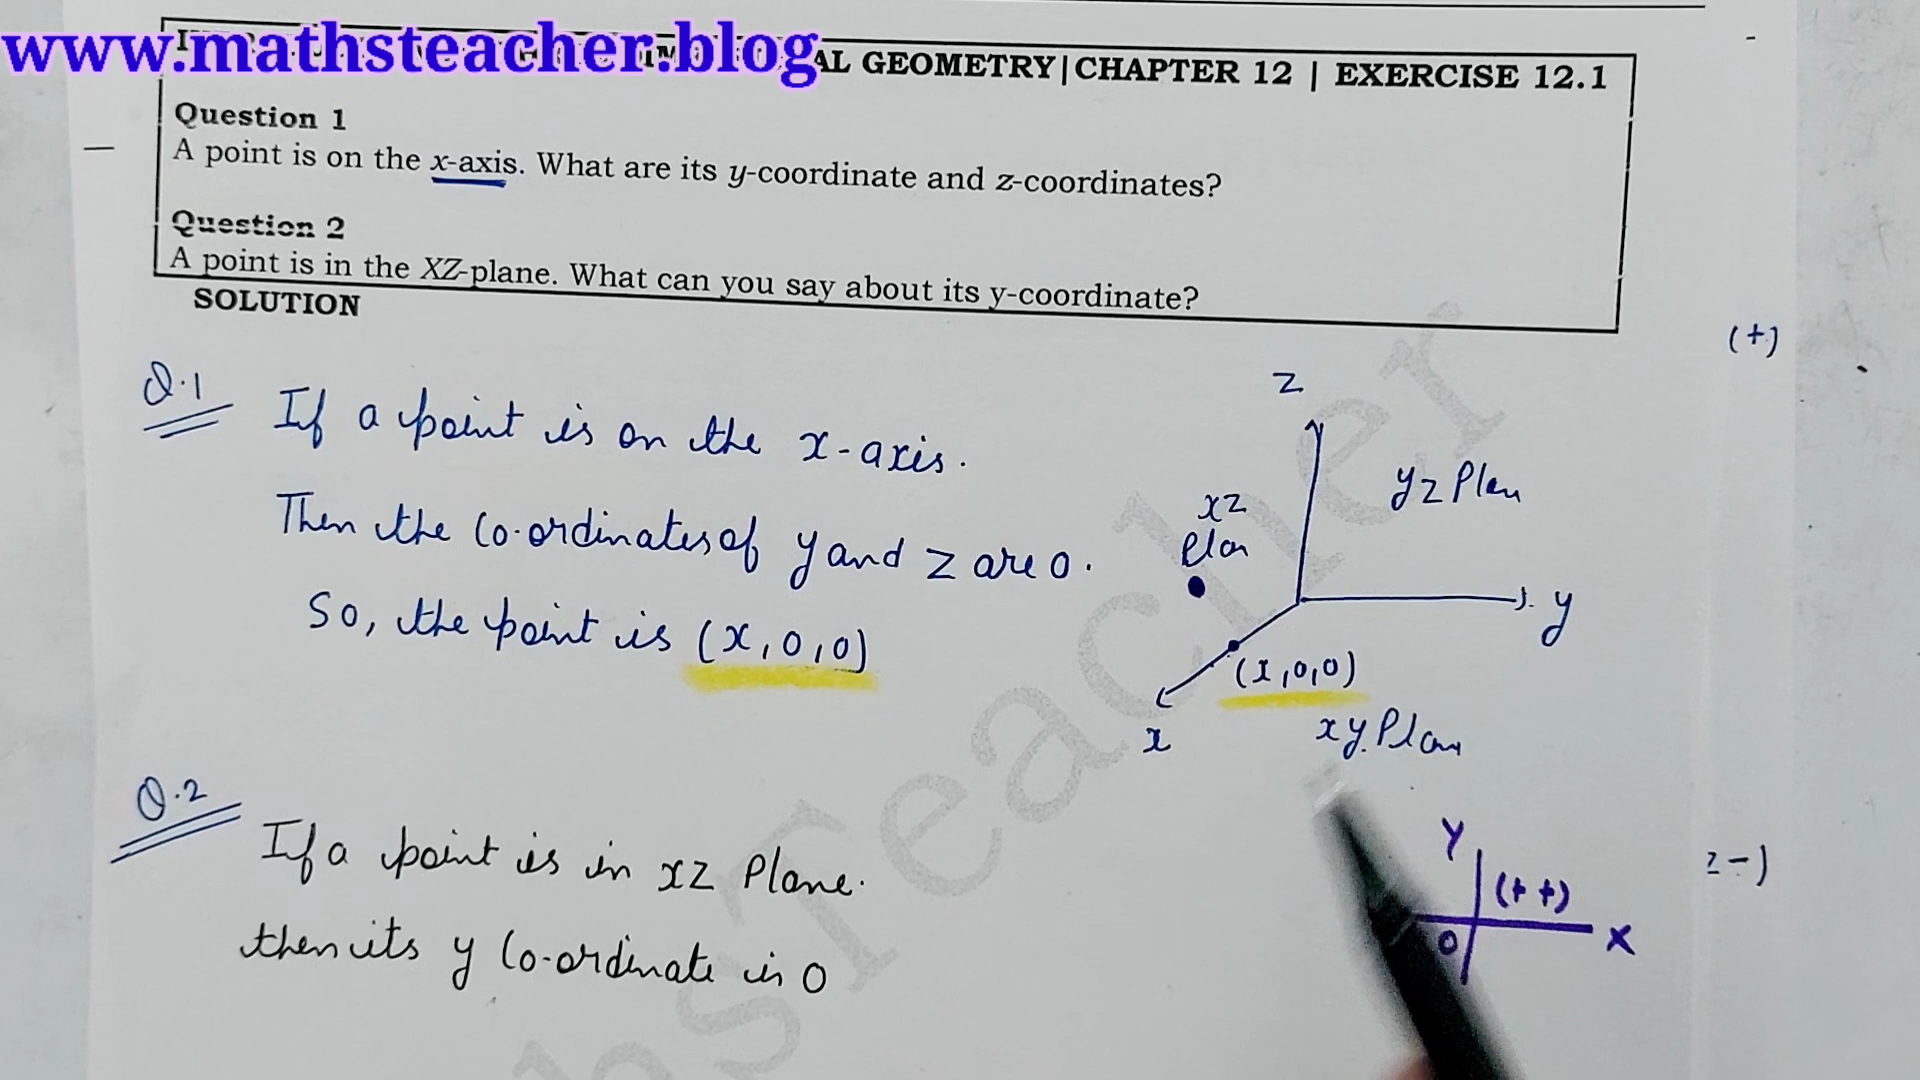 www.mathsteacher.blog
AL GEOMETRY|CHAPTER 12 | EXERCISE 12.1
Question 1
A point is on the x-axis. What are its y-coordinate and z-coordinates?
Question 2
A point is in the XZ-plane. What can you say about its y-coordinate?
SOLUTION
(+)
Q.1 If a point is on the x-axis.
Then the co-ordinates of y and z are 0.
So, the point is (x,0,0)
z
yz Plan
xz
Plan
y
(x,0,0)
x
xy Plan
Q.2
If a point is in xz Plane.
then its y co-ordinate is 0
Y
(+ +)
O
X
z-)